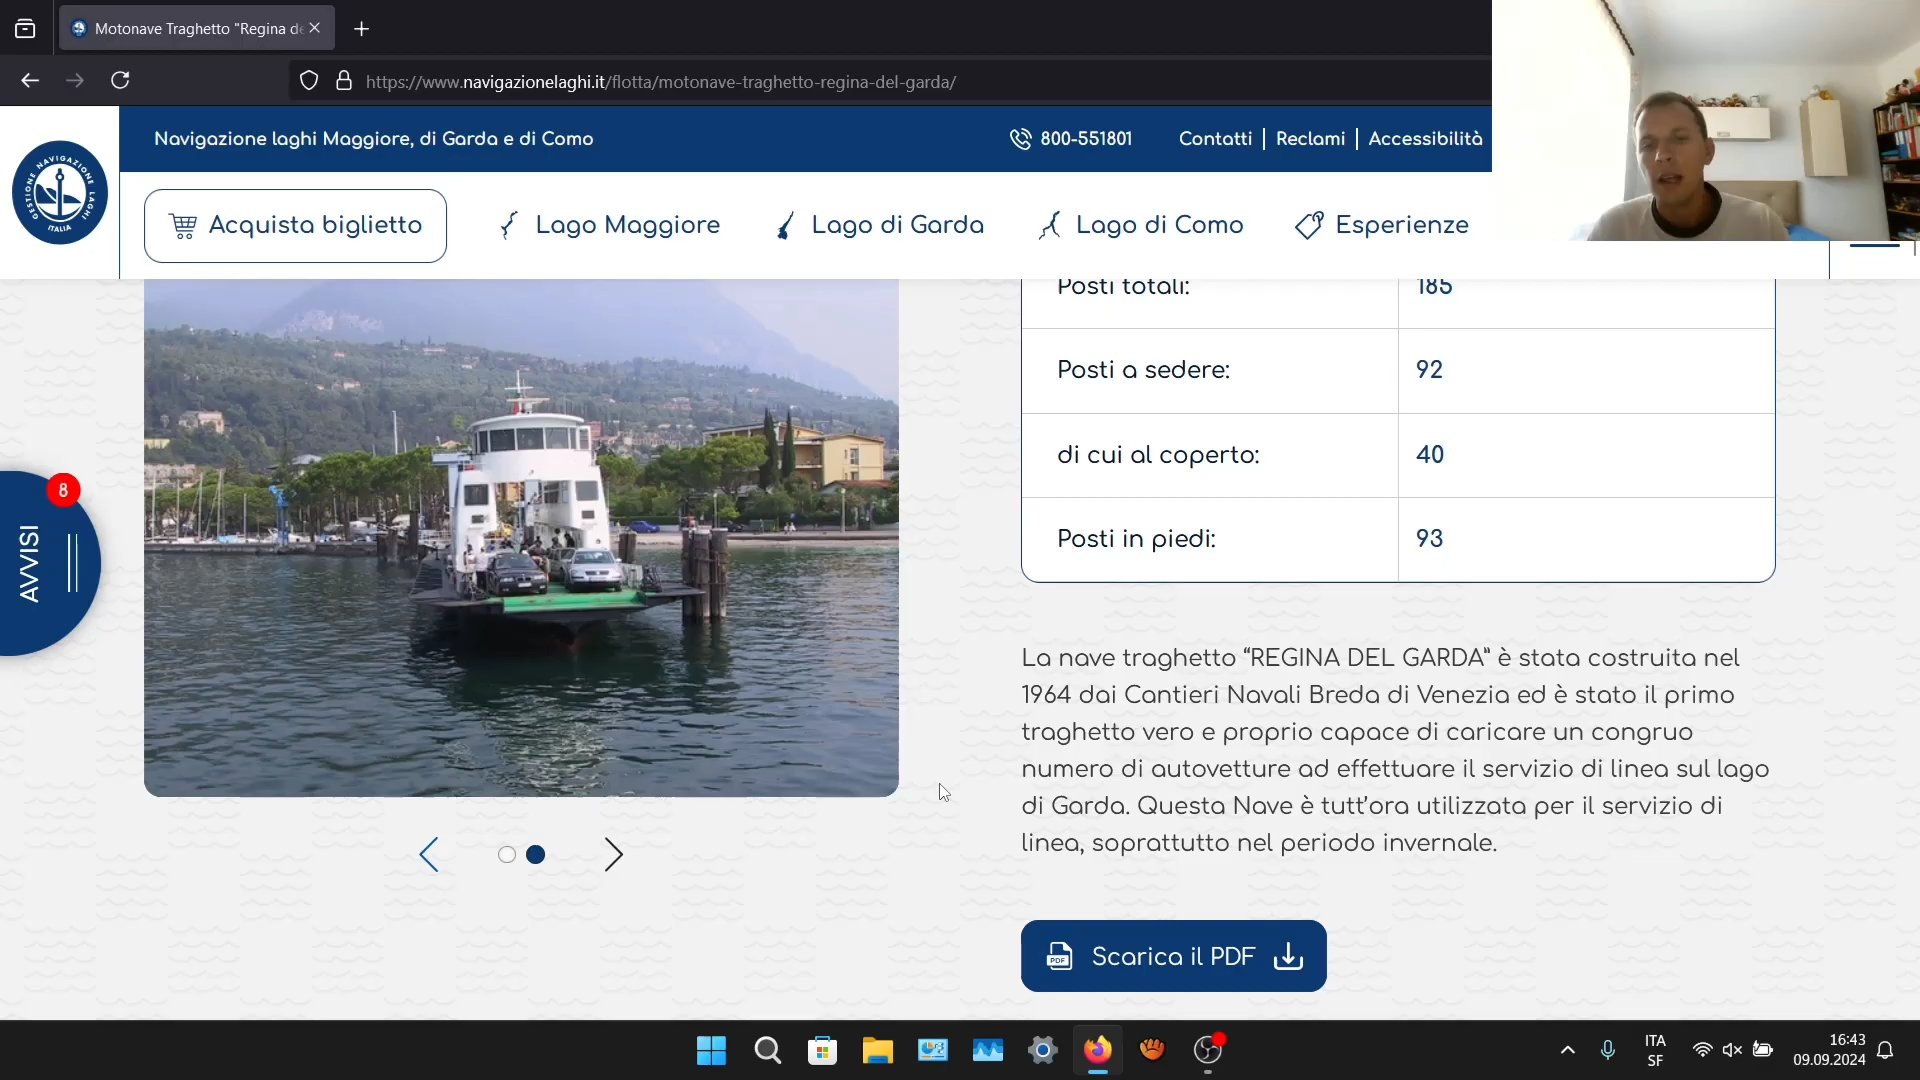 Motonave Traghetto "Regina de
https://www.navigazionelaghi.it/flotta/motonave-traghetto-regina-del-garda/
Navigazione laghi Maggiore, di Garda e di Como
800-551801
Contatti
Reclami
Accessibilità
GESTIONE NAVIGAZIONE LAGHI
ITALIA
Acquista biglietto
Lago Maggiore
Lago di Garda
Lago di Como
Esperienze
Posti totali: 185
Posti a sedere: 92
di cui al coperto: 40
Posti in piedi: 93
8
AVVISI
La nave traghetto “REGINA DEL GARDA” è stata costruita nel
1964 dai Cantieri Navali Breda di Venezia ed è stato il primo
traghetto vero e proprio capace di caricare un congruo
numero di autovetture ad effettuare il servizio di linea sul lago
di Garda. Questa Nave è tutt’ora utilizzata per il servizio di
linea, soprattutto nel periodo invernale.
PDF
Scarica il PDF
ITA
SF
16:43
09.09.2024